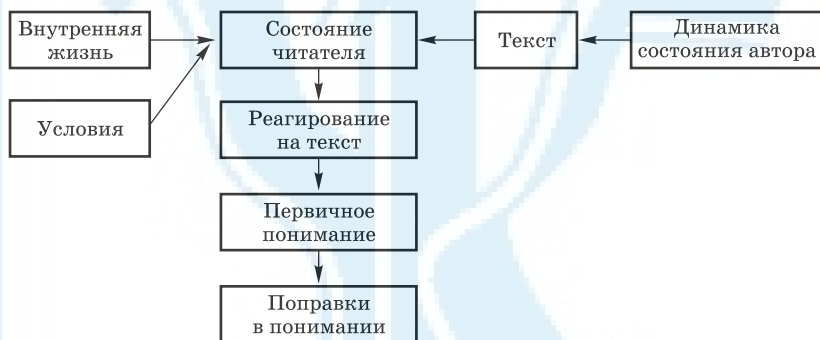 Внутренняя
жизнь
Состояние
читателя
Текст
Динамика
состояния автора
Условия
Реагирование
на текст
Первичное
понимание
Поправки
в понимании